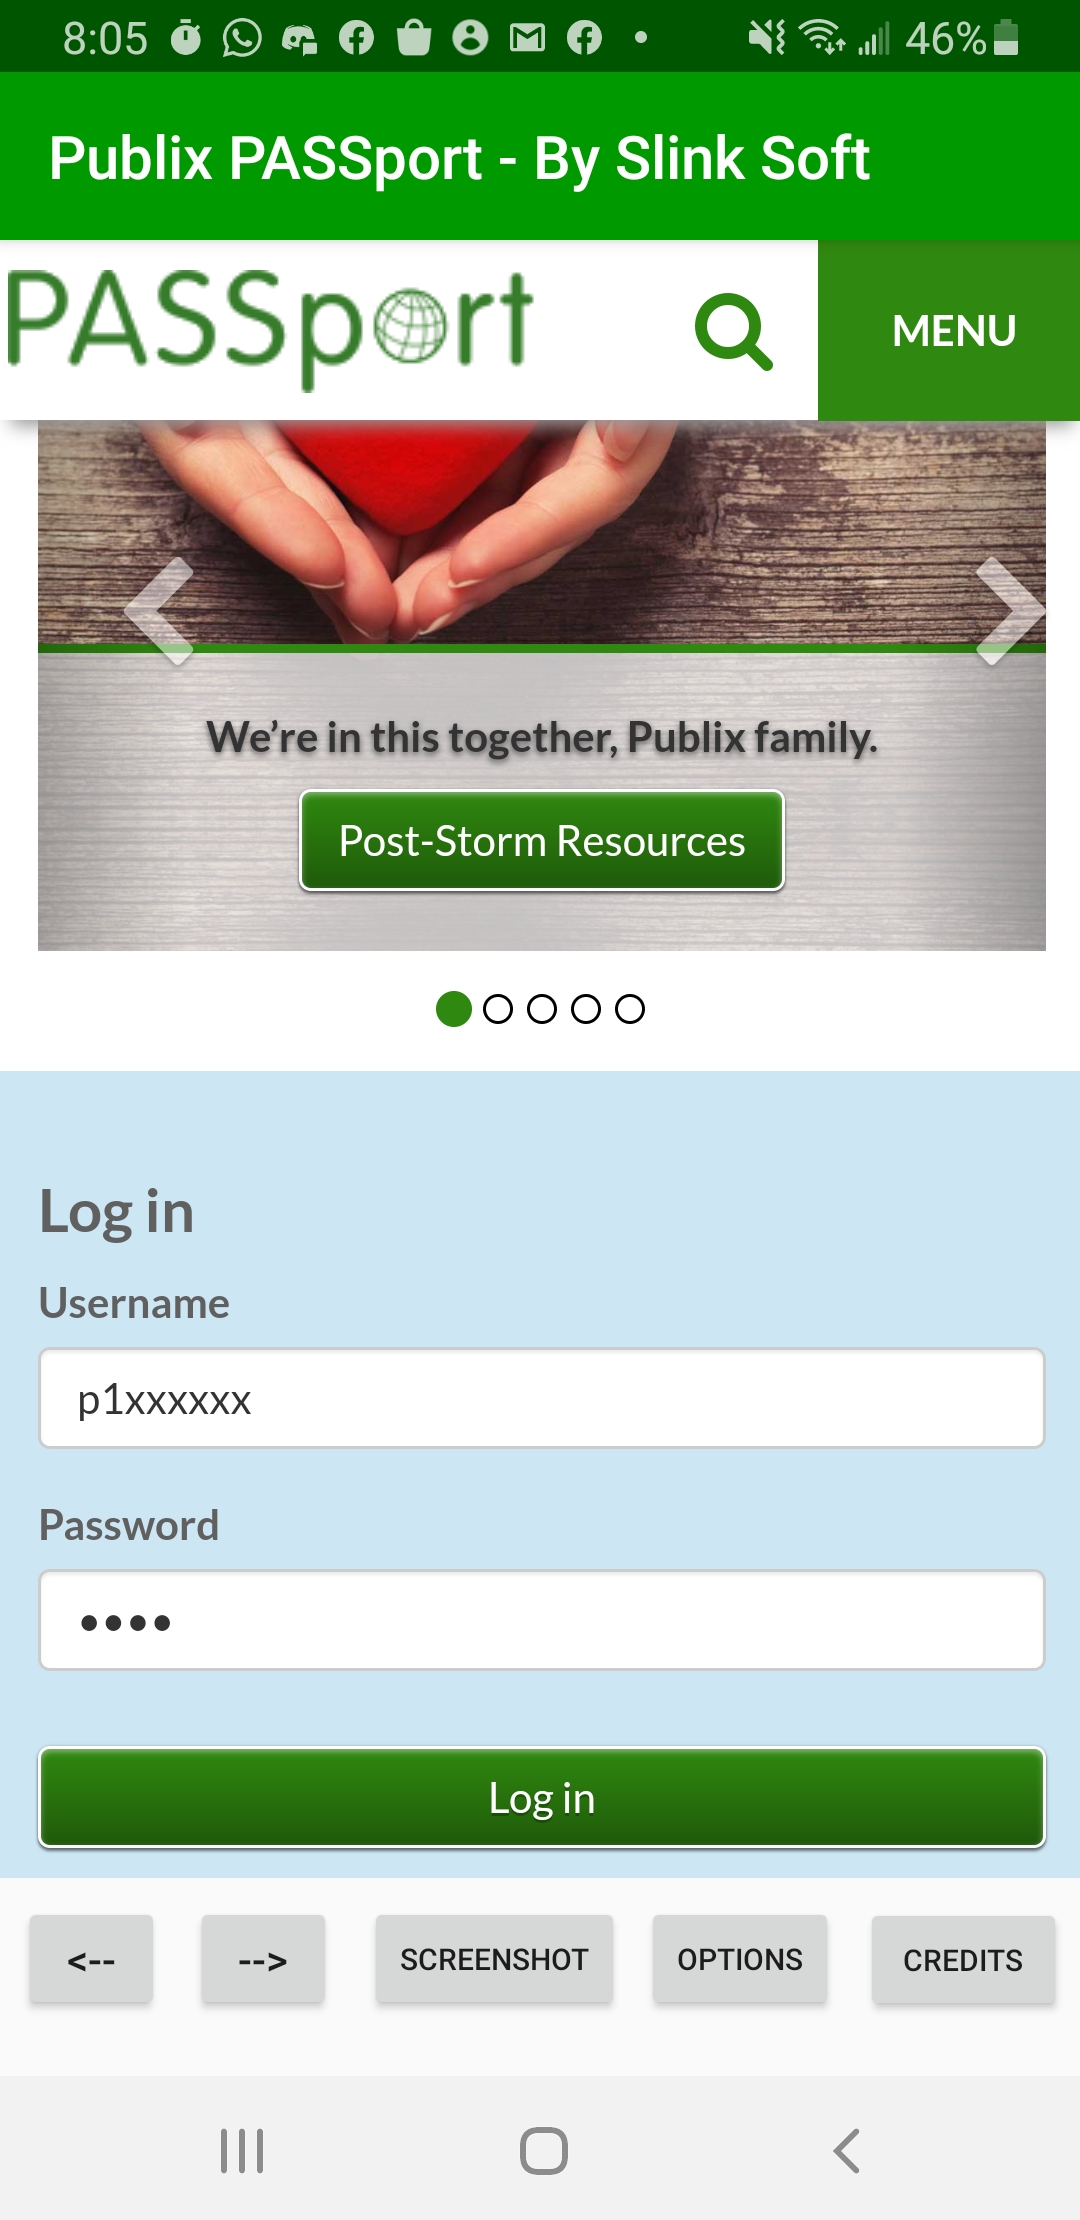 8:05
46%
Publix PASSport - By Slink Soft
PASSport
MENU
We’re in this together, Publix family.
Post-Storm Resources
Log in
Username
p1xxxxxx
Password
••••
Log in
<--
-->
SCREENSHOT
OPTIONS
CREDITS